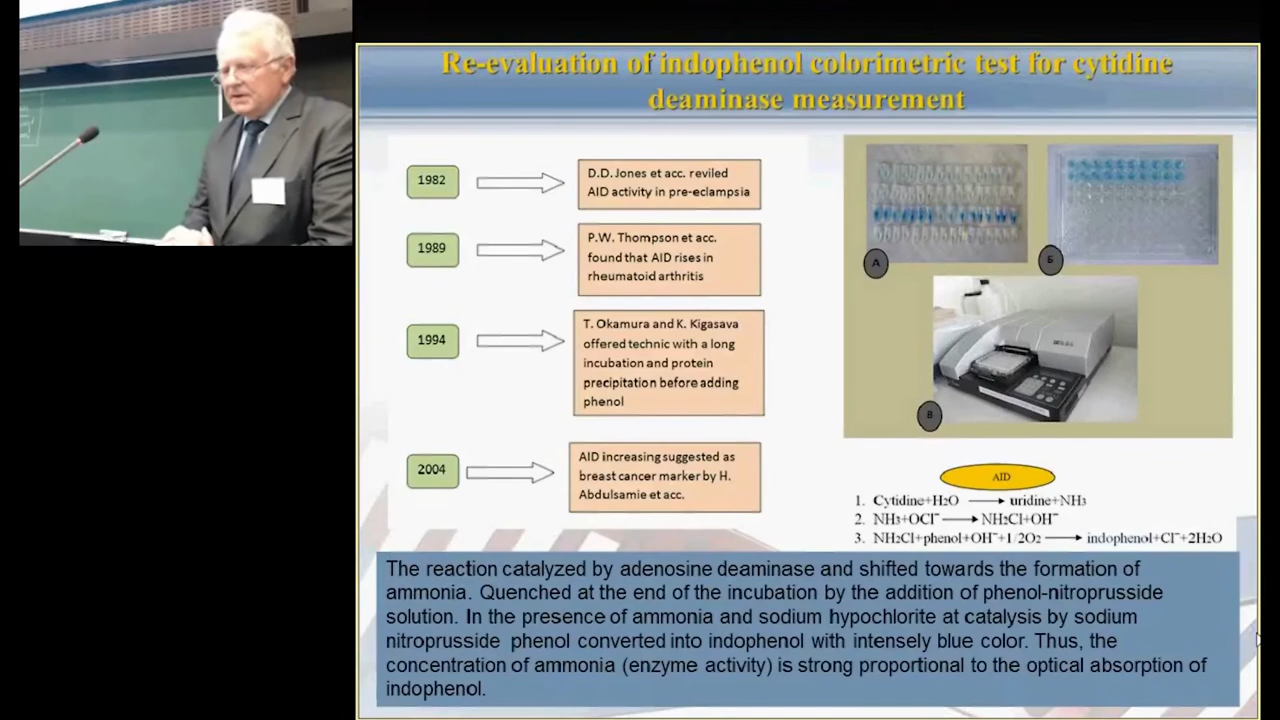 Re-evaluation of indophenol colorimetric test for cytidine
deaminase measurement
1982
D.D.Jones et acc. reviled
AID activity in pre-eclampsia
1989
P.W. Thompson et acc.
found that AID rises in
rheumatoid arthritis
1994
T. Okamura and K. Kigasava
offered technic with a long
incubation and protein
precipitation before adding
phenol
2004
AID increasing suggested as
breast cancer marker by H.
Abdulsamie et acc.
А
Б
В
AID
1. Cytidine+H₂O → uridine+NH₃
2. NH₃+OCl⁻ → NH₂Cl+OH⁻
3. NH₂Cl+phenol+OH⁻+1/2O₂ → indophenol+Cl⁻+2H₂O
The reaction catalyzed by adenosine deaminase and shifted towards the formation of
ammonia. Quenched at the end of the incubation by the addition of phenol-nitroprusside
solution. In the presence of ammonia and sodium hypochlorite at catalysis by sodium
nitroprusside phenol converted into indophenol with intensely blue color. Thus, the
concentration of ammonia (enzyme activity) is strong proportional to the optical absorption of
indophenol.